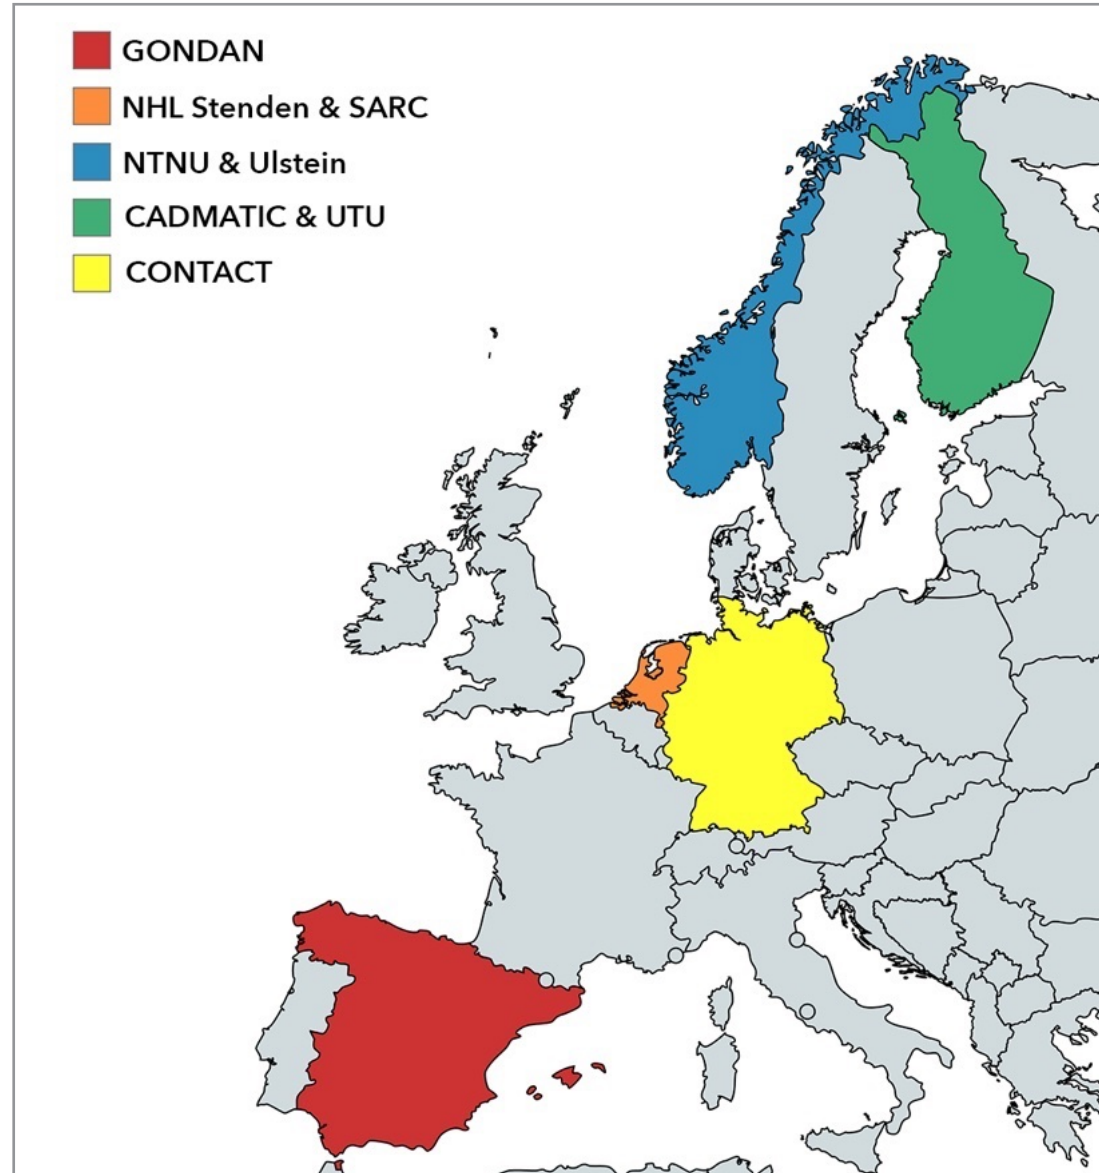 GONDAN
NHL Stenden & SARC
NTNU & Ulstein
CADMATIC & UTU
CONTACT